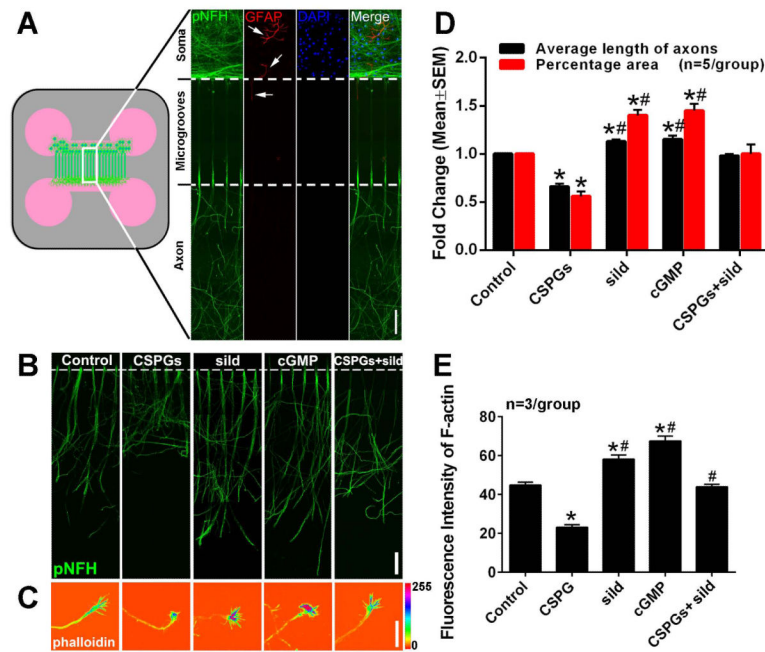 A
pNFH GFAP DAPI Merge
Soma
Microgrooves
Axon
B
Control CSPGs sild cGMP CSPGs+sild
pNFH
C
phalloidin
255
0
D
Average length of axons
Percentage area (n=5/group)
Fold Change (Mean±SEM)
2.0
1.5
1.0
0.5
0.0
* * *# *# *# *#
Control CSPGs sild cGMP CSPGs+sild
E
n=3/group
Fluorescence Intensity of F-actin
80
60
40
20
0
* *# *# #
Control CSPG sild cGMP CSPGs+sild